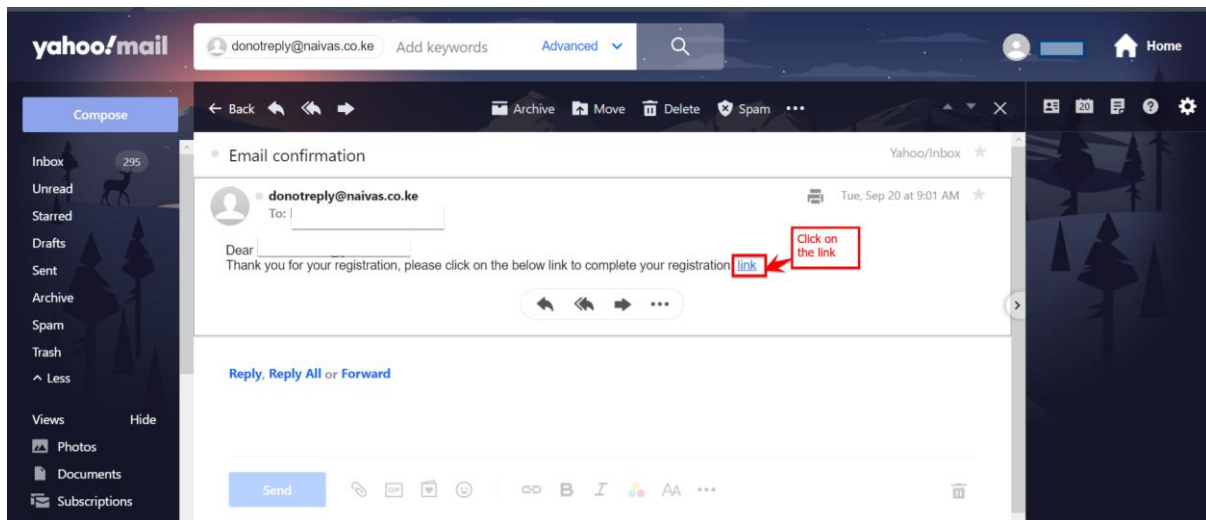 yahoo!mail
donotreply@naivas.co.ke Add keywords Advanced
Home
Compose
Back Archive Move Delete Spam
20
Inbox 295
Unread
Starred
Drafts
Sent
Archive
Spam
Trash
Less
Views Hide
Photos
Documents
Subscriptions
Email confirmation Yahoo/Inbox
donotreply@naivas.co.ke Tue, Sep 20 at 9:01 AM
To:
Dear
Thank you for your registration, please click on the below link to complete your registration link
Click on
the link
Reply, Reply All or Forward
Send GIF B I AA